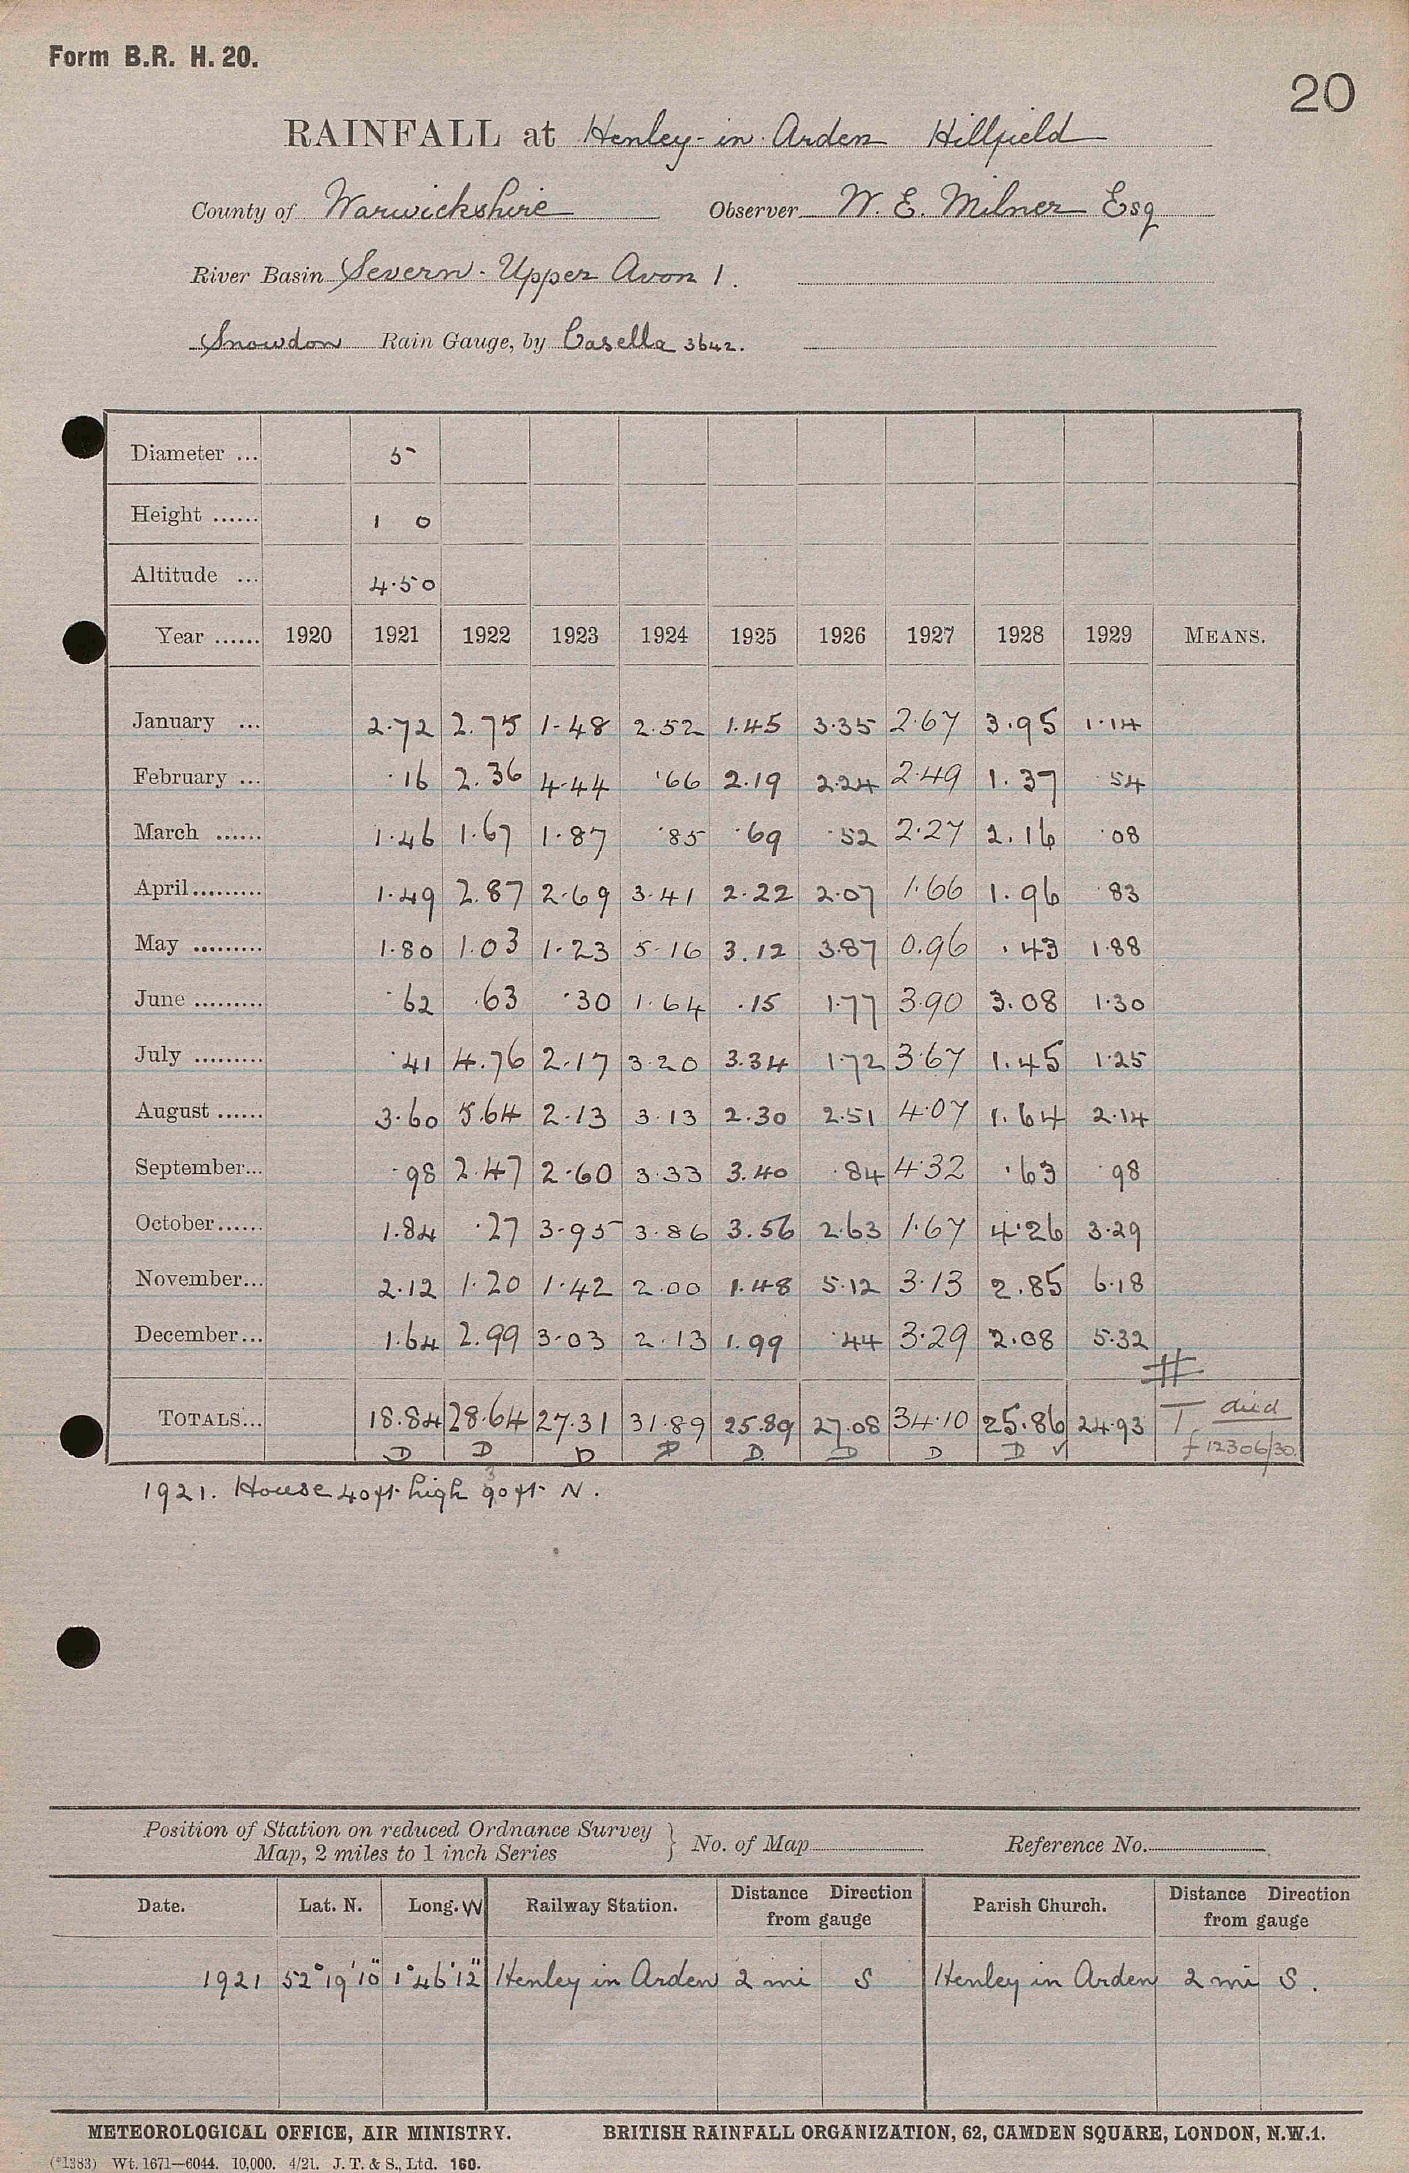 Form B.R. H. 20.
20
RAINFALL at Henley-in-Arden Hillfield
County of Warwickshire Observer W. E. Milner Esq
River Basin Severn - Upper Avon 1.
Snowdon Rain Gauge, by Casella 3642.
Diameter ... 5
Height ...... 1 0
Altitude ... 4·50
Year ...... 1920 1921 1922 1923 1924 1925 1926 1927 1928 1929 MEANS.
January ... 2·72 2.75 1·48 2·52 1.45 3·35 2·67 3·95 1·14
February ... ·16 2.36 4·44 ·66 2.19 2·24 2·49 1.37 ·54
March ...... 1·46 1·67 1·87 ·85 ·69 ·52 2·27 2.16 ·08
April......... 1·49 2.87 2·69 3·41 2·22 2·07 1·66 1.96 ·83
May ......... 1·80 1·03 1·23 5·16 3.12 3·87 0.96 ·43 1·88
June ......... ·62 ·63 ·30 1·64 ·15 1·77 3·90 3·08 1·30
July ......... ·41 4.76 2·17 3·20 3.34 1·72 3·67 1.45 1·25
August ...... 3·60 5.64 2·13 3·13 2·30 2·51 4·07 1.64 2·14
September... ·98 2.47 2·60 3·33 3.40 ·84 4·32 ·63 ·98
October...... 1·84 ·27 3·95 3·86 3.56 2·63 1·67 4·26 3·29
November... 2·12 1·20 1·42 2·00 1.48 5·12 3·13 2.85 6·18
December... 1·64 2.99 3·03 2·13 1.99 ·44 3·29 2·08 5·32
TOTALS... 18.84 28·64 27·31 31·89 25.89 27·08 34·10 25.86 24·93 T died
D D D D D D D D ✓ f 12306/30.
1921. House 40 ft high 90 ft N.
Position of Station on reduced Ordnance Survey
Map, 2 miles to 1 inch Series } No. of Map Reference No.
Date. Lat. N. Long. W Railway Station. Distance Direction from gauge Parish Church. Distance Direction from gauge
1921 52°19'10" 1°46'12" Henley in Arden 2 mi S Henley in Arden 2 mi S.
METEOROLOGICAL OFFICE, AIR MINISTRY. BRITISH RAINFALL ORGANIZATION, 62, CAMDEN SQUARE, LONDON, N.W.1.
(*1383) Wt. 1671—6044. 10,000. 4/21. J. T. & S., Ltd. 160.